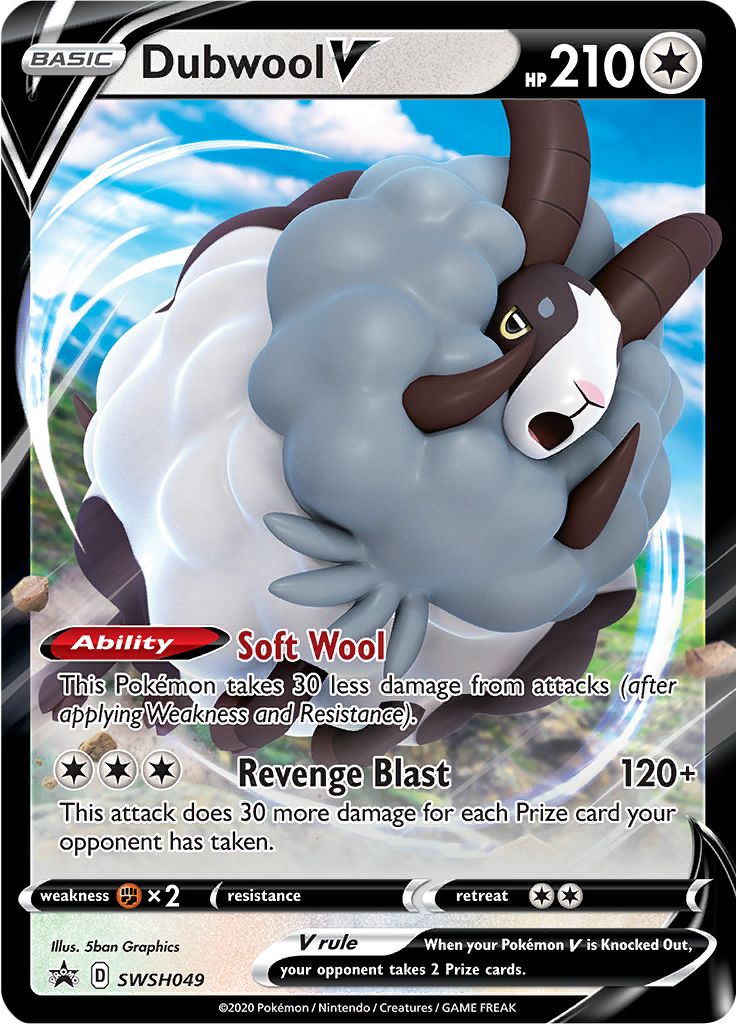 BASIC
Dubwool V
HP 210
Ability
Soft Wool
This Pokémon takes 30 less damage from attacks (after
applying Weakness and Resistance).
Revenge Blast 120+
This attack does 30 more damage for each Prize card your
opponent has taken.
weakness ×2 resistance retreat
Illus. 5ban Graphics
V rule When your Pokémon V is Knocked Out,
your opponent takes 2 Prize cards.
D SWSH049
©2020 Pokémon / Nintendo / Creatures / GAME FREAK